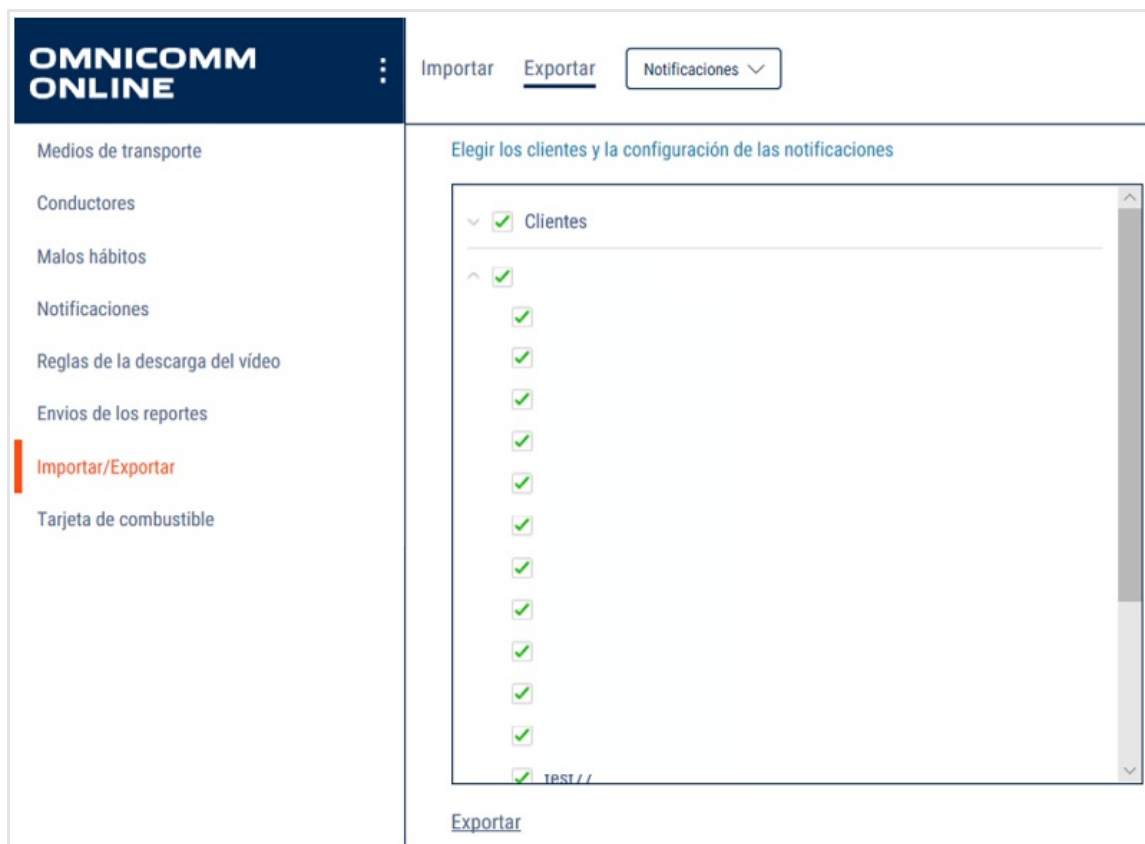 OMNICOMM
ONLINE
Importar Exportar Notificaciones
Medios de transporte
Conductores
Malos hábitos
Notificaciones
Reglas de la descarga del vídeo
Envios de los reportes
Importar/Exportar
Tarjeta de combustible
Elegir los clientes y la configuración de las notificaciones
Clientes
Exportar